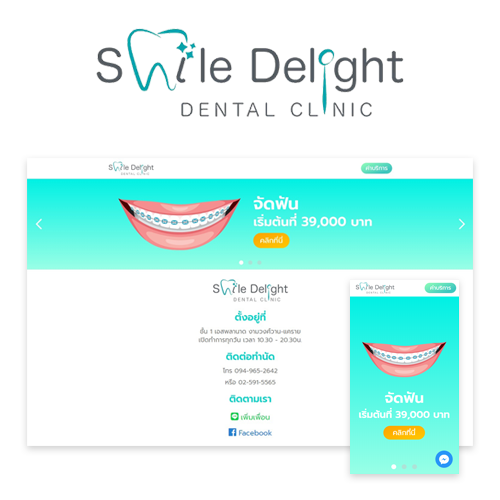 Smile Delight
DENTAL CLINIC
Smile Delight
DENTAL CLINIC
ค่าบริการ
จัดฟัน
เริ่มต้นที่ 39,000 บาท
คลิกที่นี่
Smile Delight
DENTAL CLINIC
ตั้งอยู่ที่
ชั้น 1 เอสพลานาด งามวงศ์วาน-แคราย
เปิดทำการทุกวัน เวลา 10.30 - 20.30น
ติดต่อทำนัด
โทร 094-965-2642
หรือ 02-591-5565
ติดตามเรา
เพิ่มเพื่อน
Facebook
Smile Delight
DENTAL CLINIC
ค่าบริการ
จัดฟัน
เริ่มต้นที่ 39,000 บาท
คลิกที่นี่